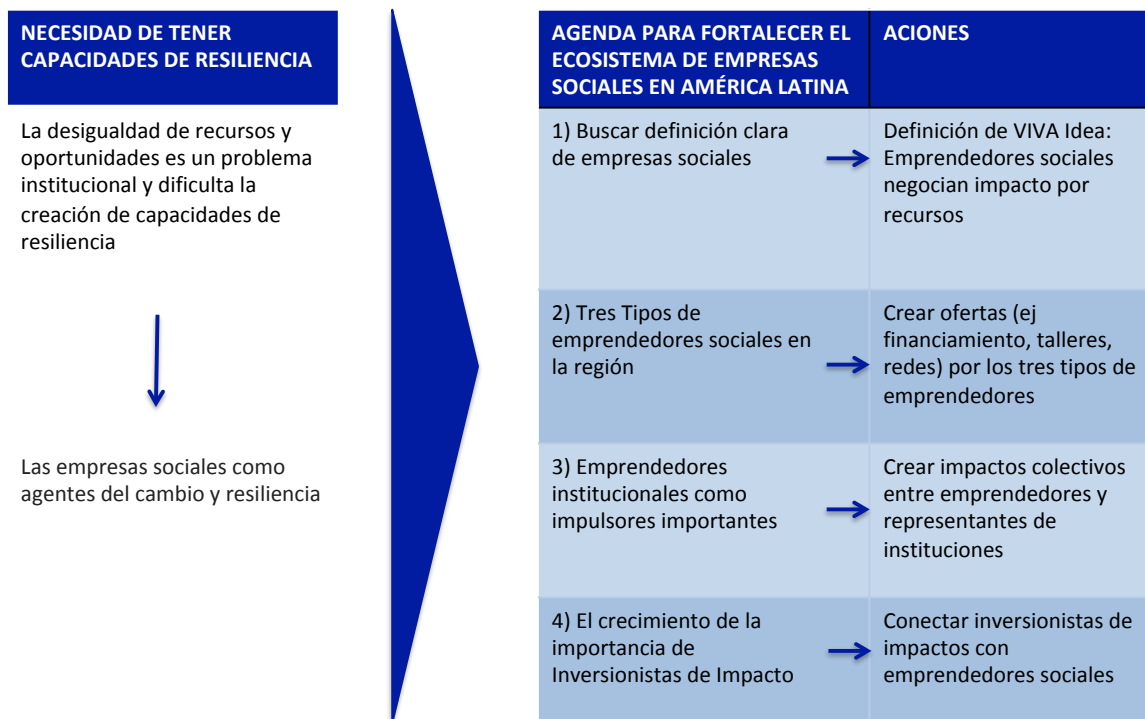 NECESIDAD DE TENER
CAPACIDADES DE RESILIENCIA
La desigualdad de recursos y
oportunidades es un problema
institucional y dificulta la
creación de capacidades de
resiliencia
Las empresas sociales como
agentes del cambio y resiliencia
AGENDA PARA FORTALECER EL
ECOSISTEMA DE EMPRESAS
SOCIALES EN AMÉRICA LATINA
ACIONES
1) Buscar definición clara
de empresas sociales
Definición de VIVA Idea:
Emprendedores sociales
negocian impacto por
recursos
2) Tres Tipos de
emprendedores sociales en
la región
Crear ofertas (ej
financiamiento, talleres,
redes) por los tres tipos de
emprendedores
3) Emprendedores
institucionales como
impulsores importantes
Crear impactos colectivos
entre emprendedores y
representantes de
instituciones
4) El crecimiento de la
importancia de
Inversionistas de Impacto
Conectar inversionistas de
impactos con
emprendedores sociales